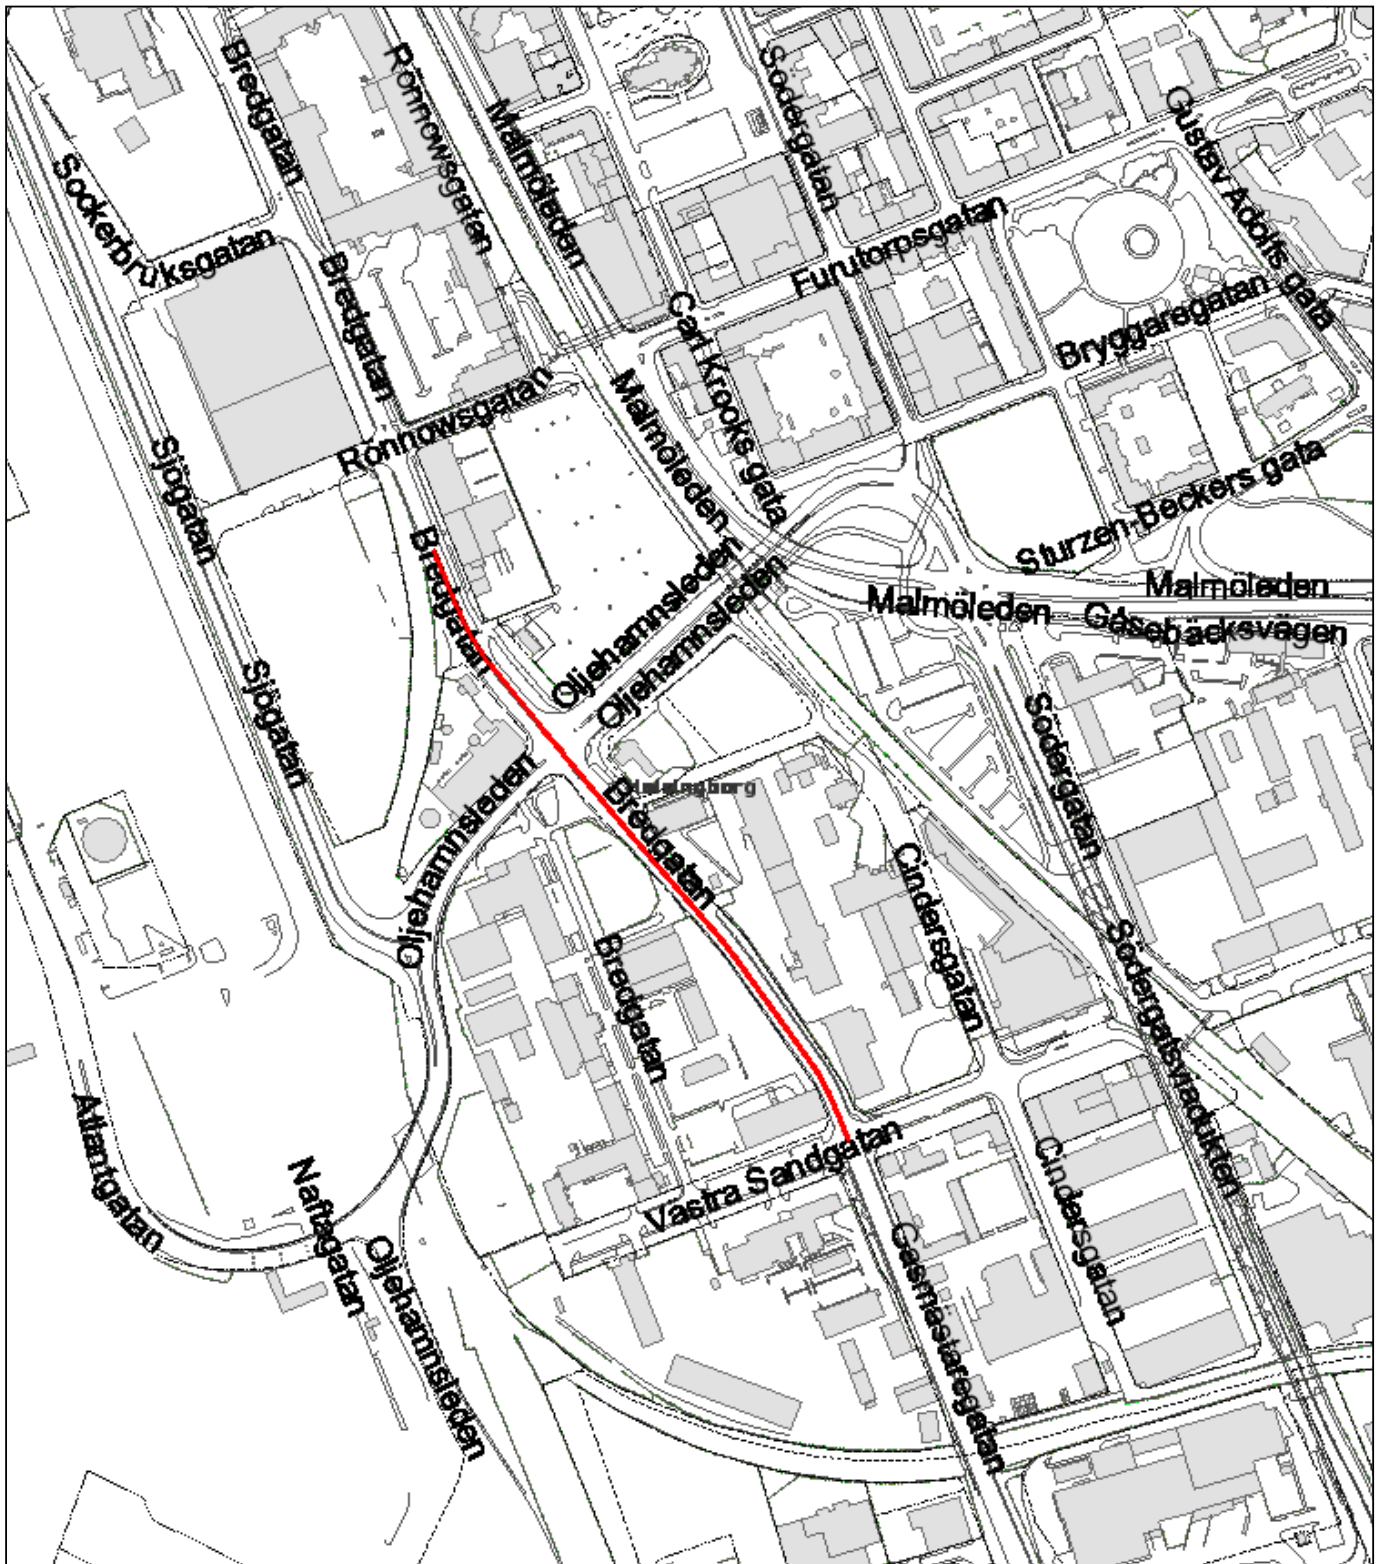 Bredgatan
Rönnowsgatan
Malmöleden
Södergatan
Gustav Adolfs gata
Sockerbruksgatan
Furutorpsgatan
Bredgatan
Bryggaregatan
Carl Krooks gata
Rönnowsgatan
Malmöleden
Sjögatan
Sturzen-Beckers gata
Bredgatan
Oljehamnsleden
Oljehamnsleden
Malmöleden
Malmöleden
Gåsebäcksvägen
Sjögatan
Södergatan
Oljehamnsleden
Helsingborg
Bredgatan
Cindersgatan
Bredgatan
Södergatsviadukten
Atlantgatan
Västra Sandgatan
Cindersgatan
Naftagatan
Oljehamnsleden
Gasmästaregatan